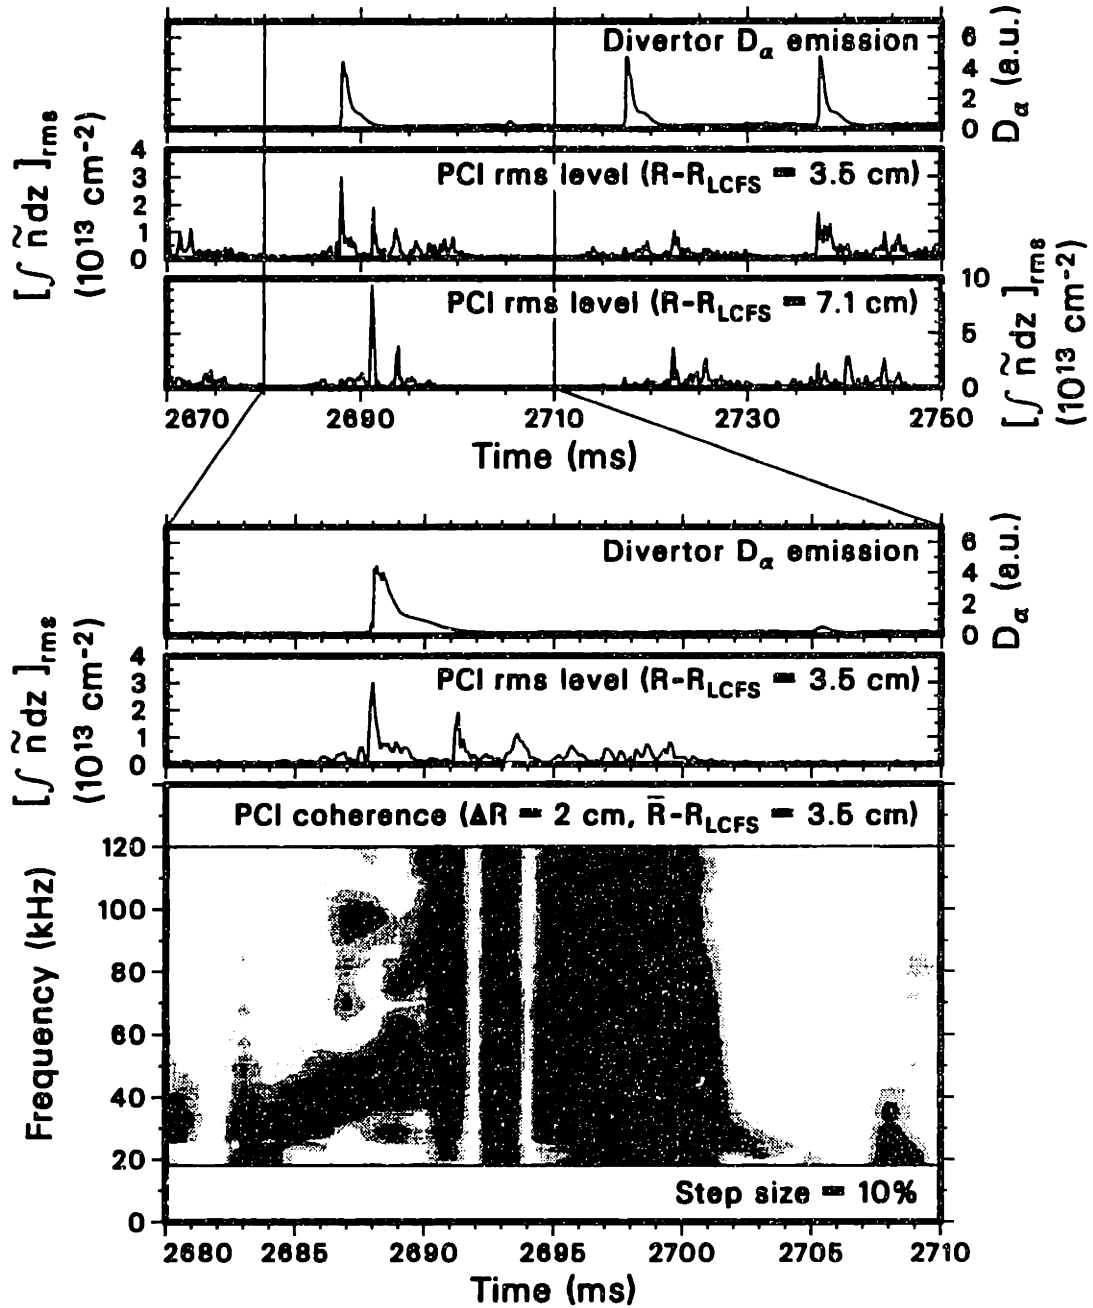 Divertor Dα emission
6
4
2
0
Dα (a.u.)
[∫ ñdz ]rms
(10¹³ cm⁻²)
4
3
2
1
0
PCI rms level (R-RLCFS = 3.5 cm)
PCI rms level (R-RLCFS = 7.1 cm)
10
5
0
[∫ ñdz ]rms
(10¹³ cm⁻²)
2670 2690 2710 2730 2750
Time (ms)
Divertor Dα emission
6
4
2
0
Dα (a.u.)
[∫ ñdz ]rms
(10¹³ cm⁻²)
4
3
2
1
0
PCI rms level (R-RLCFS = 3.5 cm)
PCI coherence (ΔR = 2 cm, R̄-RLCFS = 3.5 cm)
Frequency (kHz)
120
100
80
60
40
20
0
Step size = 10%
2680 2685 2690 2695 2700 2705 2710
Time (ms)